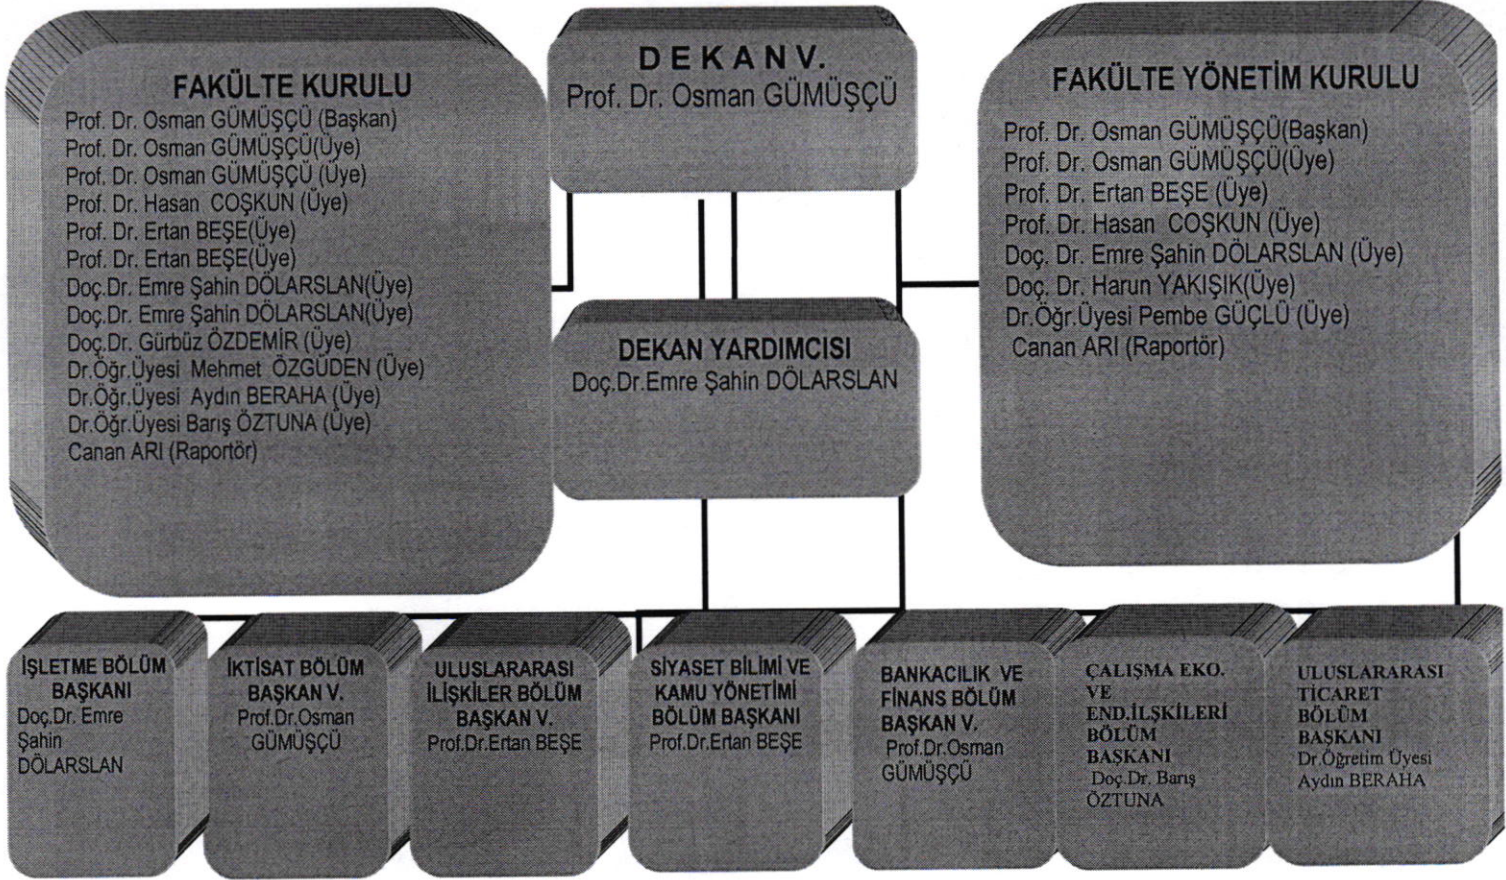 FAKÜLTE KURULU
Prof. Dr. Osman GÜMÜŞÇÜ (Başkan)
Prof. Dr. Osman GÜMÜŞÇÜ(Üye)
Prof. Dr. Osman GÜMÜŞÇÜ (Üye)
Prof. Dr. Hasan COŞKUN (Üye)
Prof. Dr. Ertan BEŞE(Üye)
Prof. Dr. Ertan BEŞE(Üye)
Doç.Dr. Emre Şahin DÖLARSLAN(Üye)
Doç.Dr. Emre Şahin DÖLARSLAN(Üye)
Doç.Dr. Gürbüz ÖZDEMİR (Üye)
Dr.Öğr.Üyesi Mehmet ÖZGÜDEN (Üye)
Dr.Öğr.Üyesi Aydın BERAHA (Üye)
Dr.Öğr.Üyesi Barış ÖZTUNA (Üye)
Canan ARI (Raportör)
D E K A N V.
Prof. Dr. Osman GÜMÜŞÇÜ
FAKÜLTE YÖNETİM KURULU
Prof. Dr. Osman GÜMÜŞÇÜ(Başkan)
Prof. Dr. Osman GÜMÜŞÇÜ(Üye)
Prof. Dr. Ertan BEŞE (Üye)
Prof. Dr. Hasan COŞKUN (Üye)
Doç. Dr. Emre Şahin DÖLARSLAN (Üye)
Doç. Dr. Harun YAKIŞIK(Üye)
Dr.Öğr.Üyesi Pembe GÜÇLÜ (Üye)
Canan ARI (Raportör)
DEKAN YARDIMCISI
Doç.Dr.Emre Şahin DÖLARSLAN
İŞLETME BÖLÜM
BAŞKANI
Doç.Dr. Emre
Şahin
DÖLARSLAN
İKTİSAT BÖLÜM
BAŞKAN V.
Prof.Dr.Osman
GÜMÜŞÇÜ
ULUSLARARASI
İLİŞKİLER BÖLÜM
BAŞKAN V.
Prof.Dr.Ertan BEŞE
SİYASET BİLİMİ VE
KAMU YÖNETİMİ
BÖLÜM BAŞKANI
Prof.Dr.Ertan BEŞE
BANKACILIK VE
FİNANS BÖLÜM
BAŞKAN V.
Prof.Dr.Osman
GÜMÜŞÇÜ
ÇALIŞMA EKO.
VE
END.İLŞKİLERİ
BÖLÜM
BAŞKANI
Doç.Dr. Barış
ÖZTUNA
ULUSLARARASI
TİCARET
BÖLÜM
BAŞKANI
Dr.Öğretim Üyesi
Aydın BERAHA